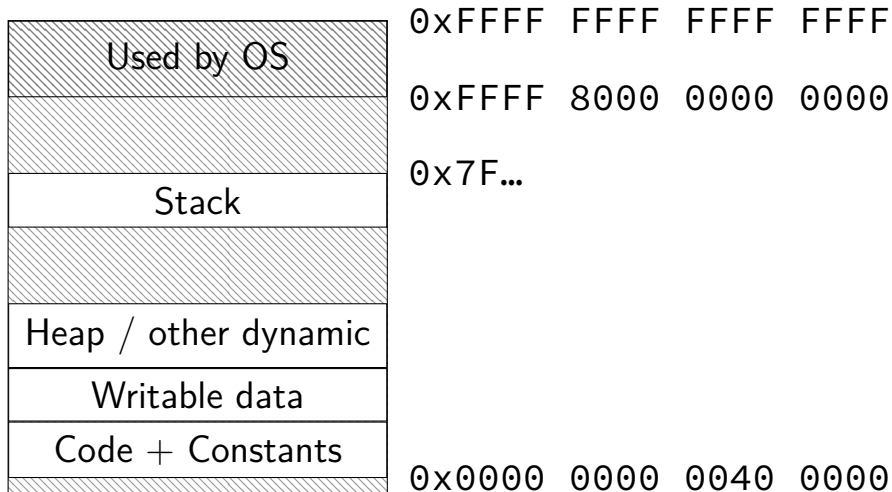 0xFFFF FFFF FFFF FFFF
Used by OS
0xFFFF 8000 0000 0000
0x7F…
Stack
Heap / other dynamic
Writable data
Code + Constants
0x0000 0000 0040 0000